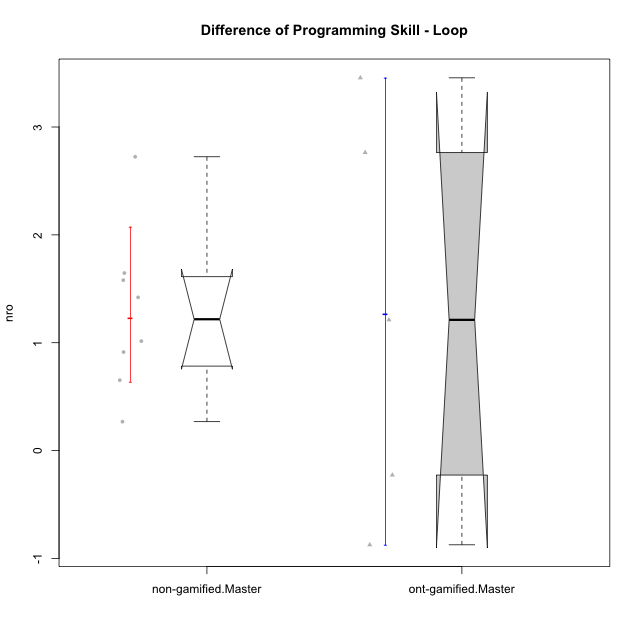 Difference of Programming Skill - Loop
3
2
1
0
-1
nro
non-gamified.Master
ont-gamified.Master